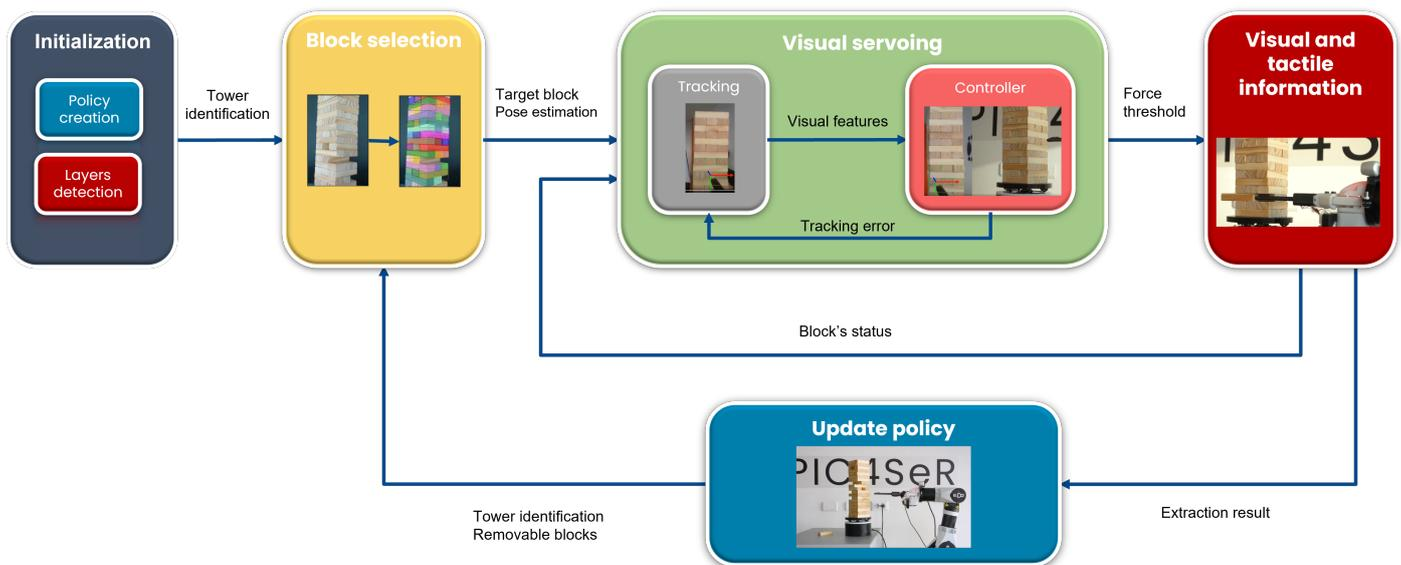 Initialization
Policy
creation
Layers
detection
Tower
identification
Block selection
Target block
Pose estimation
Visual servoing
Tracking
Visual features
Controller
Tracking error
Force
threshold
Visual and
tactile
information
Block's status
Update policy
PIC4SeR
Tower identification
Removable blocks
Extraction result